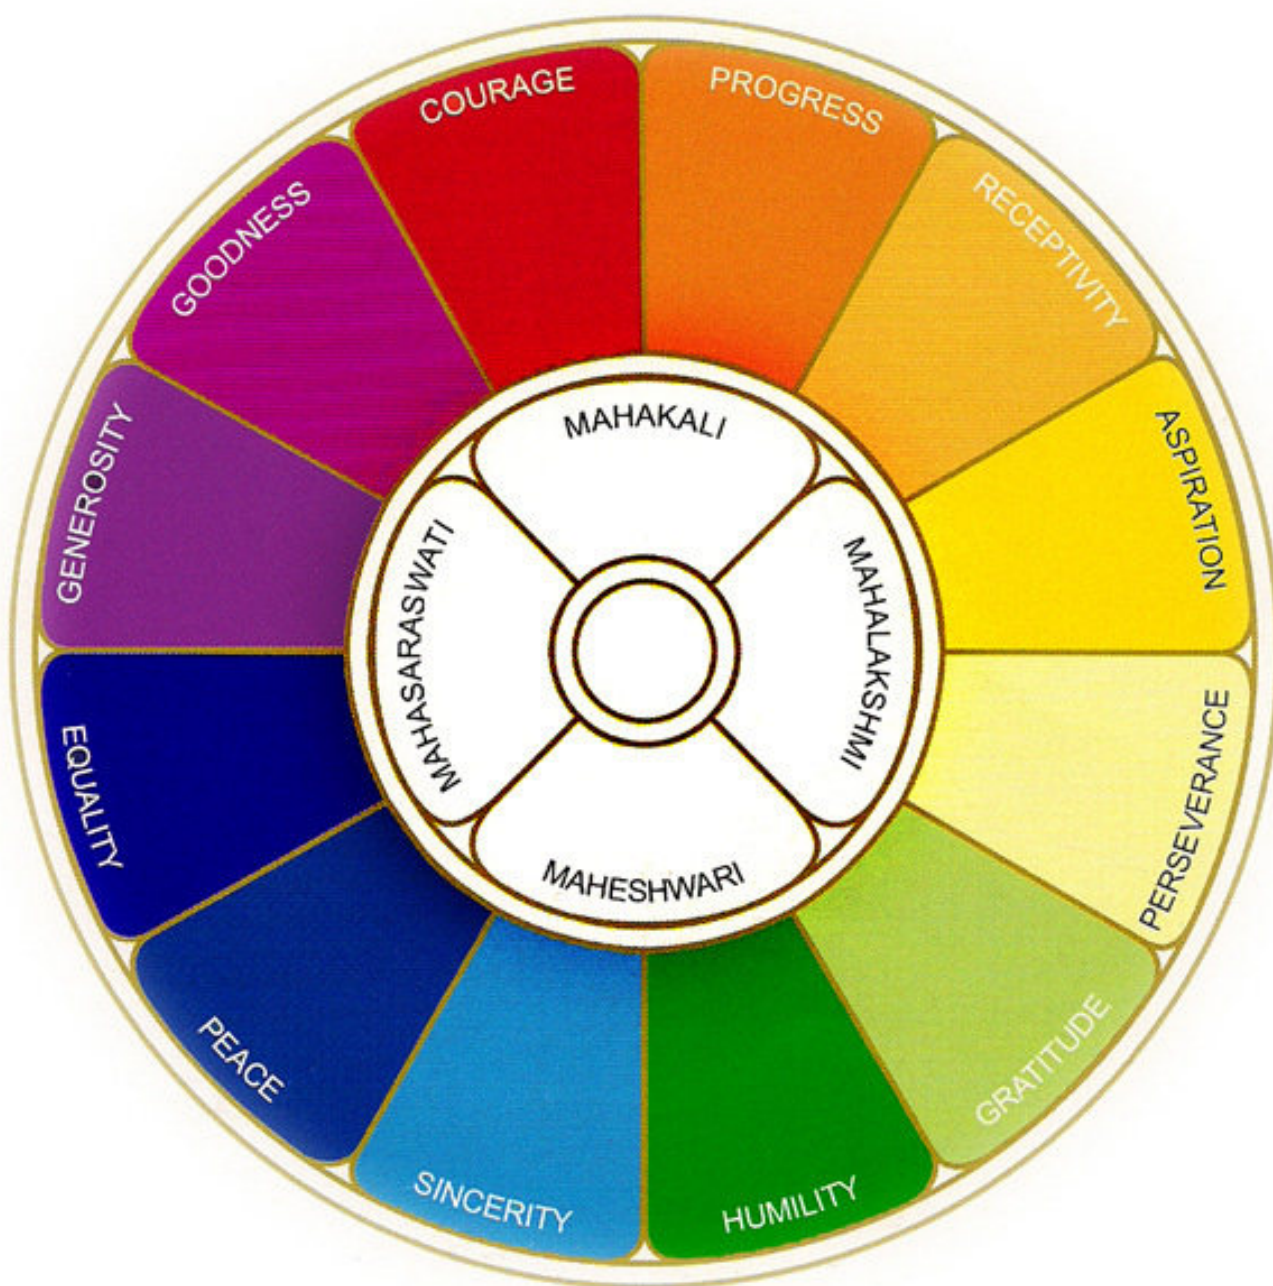 COURAGE
PROGRESS
RECEPTIVITY
ASPIRATION
PERSEVERANCE
GRATITUDE
HUMILITY
SINCERITY
PEACE
EQUALITY
GENEROSITY
GOODNESS
MAHAKALI
MAHALAKSHMI
MAHESHWARI
MAHASARASWATI